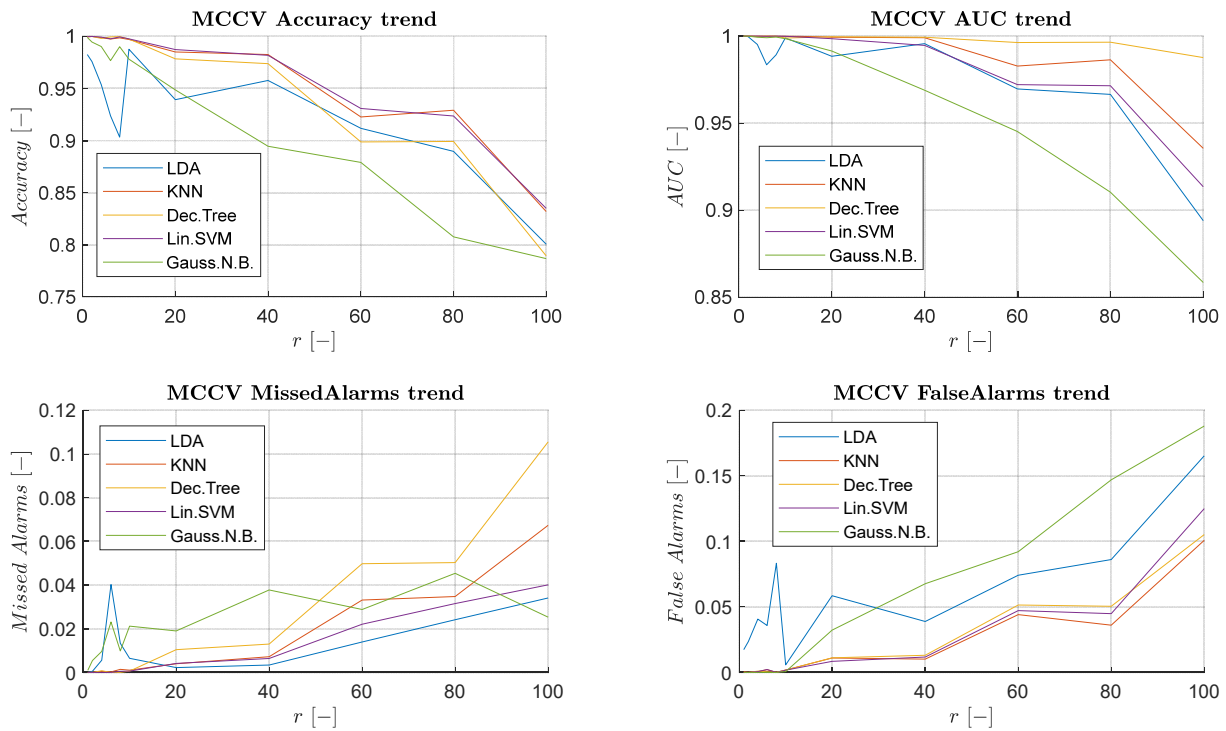 MCCV Accuracy trend
1
0.95
0.9
0.85
0.8
0.75
Accuracy [−]
LDA
KNN
Dec.Tree
Lin.SVM
Gauss.N.B.
0 20 40 60 80 100
r [−]
MCCV AUC trend
1
0.95
0.9
0.85
AUC [−]
LDA
KNN
Dec.Tree
Lin.SVM
Gauss.N.B.
0 20 40 60 80 100
r [−]
MCCV MissedAlarms trend
0.12
0.1
0.08
0.06
0.04
0.02
0
Missed Alarms [−]
LDA
KNN
Dec.Tree
Lin.SVM
Gauss.N.B.
0 20 40 60 80 100
r [−]
MCCV FalseAlarms trend
0.2
0.15
0.1
0.05
0
False Alarms [−]
LDA
KNN
Dec.Tree
Lin.SVM
Gauss.N.B.
0 20 40 60 80 100
r [−]